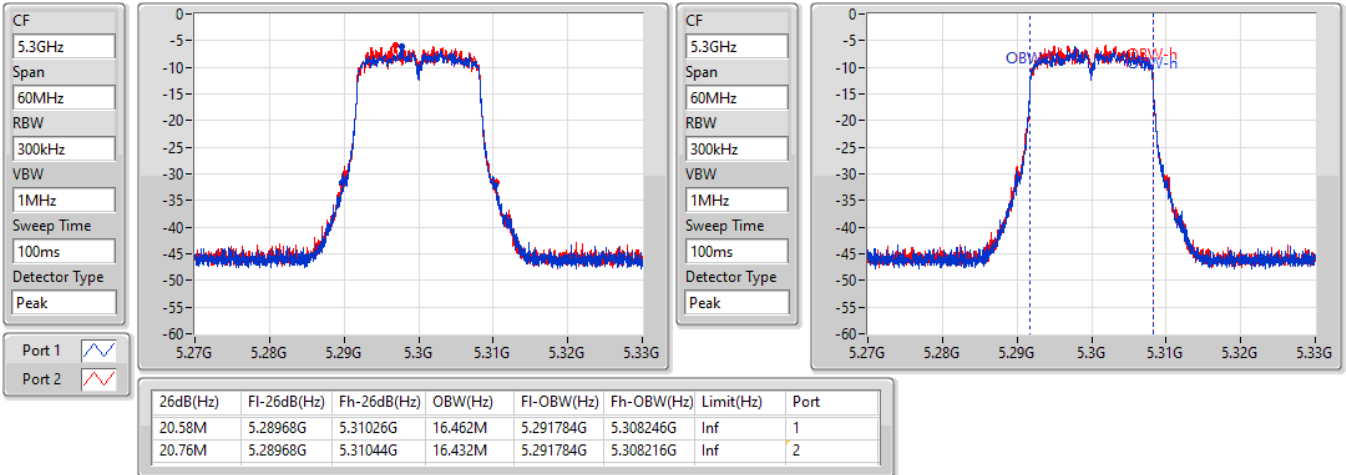 CF
5.3GHz
Span
60MHz
RBW
300kHz
VBW
1MHz
Sweep Time
100ms
Detector Type
Peak
Port 1
Port 2
0-
-5-
-10-
-15-
-20-
-25-
-30-
-35-
-40-
-45-
-50-
-55-
-60-
5.27G 5.28G 5.29G 5.3G 5.31G 5.32G 5.33G
CF
5.3GHz
Span
60MHz
RBW
300kHz
VBW
1MHz
Sweep Time
100ms
Detector Type
Peak
0-
-5-
-10-
-15-
-20-
-25-
-30-
-35-
-40-
-45-
-50-
-55-
-60-
OBW-h
OBW-h
5.27G 5.28G 5.29G 5.3G 5.31G 5.32G 5.33G
26dB(Hz) Fl-26dB(Hz) Fh-26dB(Hz) OBW(Hz) Fl-OBW(Hz) Fh-OBW(Hz) Limit(Hz) Port
20.58M 5.28968G 5.31026G 16.462M 5.291784G 5.308246G Inf 1
20.76M 5.28968G 5.31044G 16.432M 5.291784G 5.308216G Inf 2